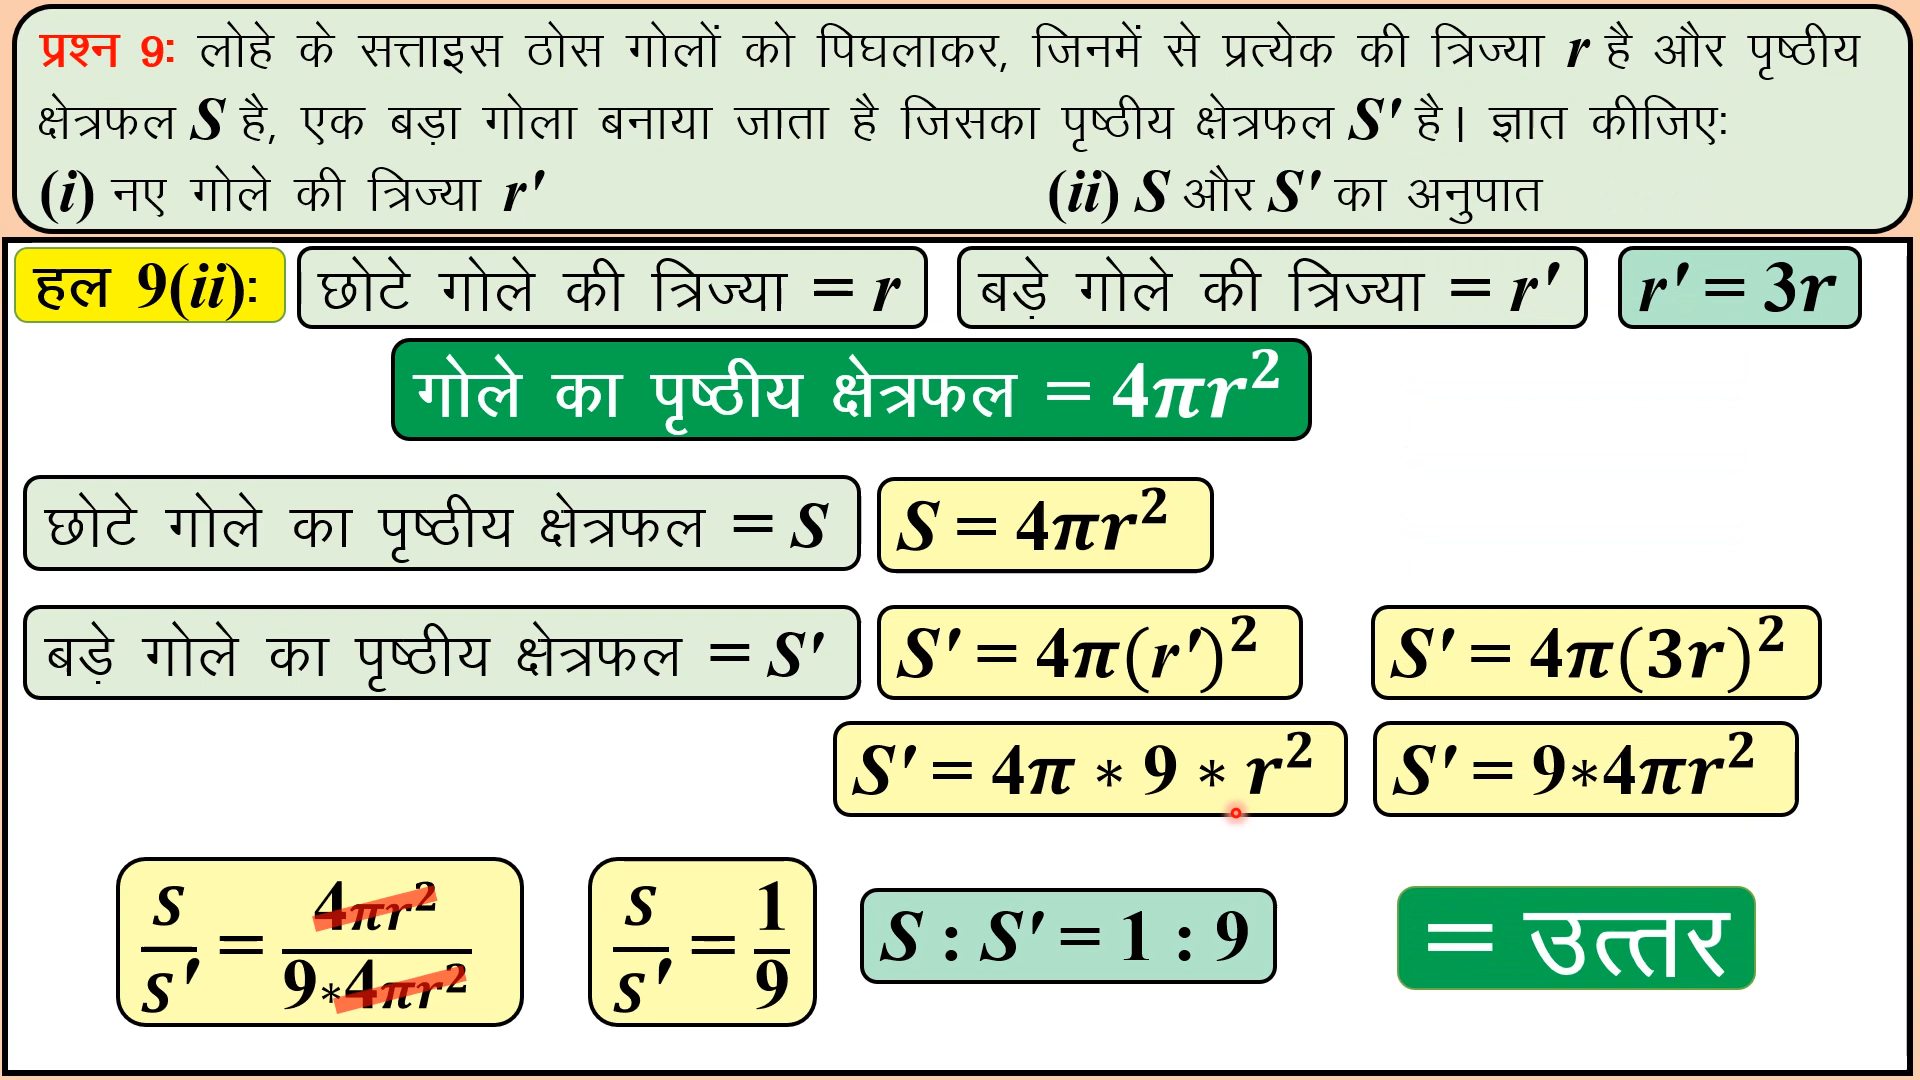 प्रश्न 9: लोहे के सत्ताइस ठोस गोलों को पिघलाकर, जिनमें से प्रत्येक की त्रिज्या r है और पृष्ठीय
क्षेत्रफल S है, एक बड़ा गोला बनाया जाता है जिसका पृष्ठीय क्षेत्रफल S′ है। ज्ञात कीजिए:
(i) नए गोले की त्रिज्या r′ (ii) S और S′ का अनुपात
हल 9(ii): छोटे गोले की त्रिज्या = r बड़े गोले की त्रिज्या = r′ r′ = 3r
गोले का पृष्ठीय क्षेत्रफल = 4πr²
छोटे गोले का पृष्ठीय क्षेत्रफल = S S = 4πr²
बड़े गोले का पृष्ठीय क्षेत्रफल = S′ S′ = 4π(r′)² S′ = 4π(3r)²
S′ = 4π * 9 * r² S′ = 9*4πr²
S/S′ = 4πr²/9*4πr² S/S′ = 1/9 S : S′ = 1 : 9 = उत्तर